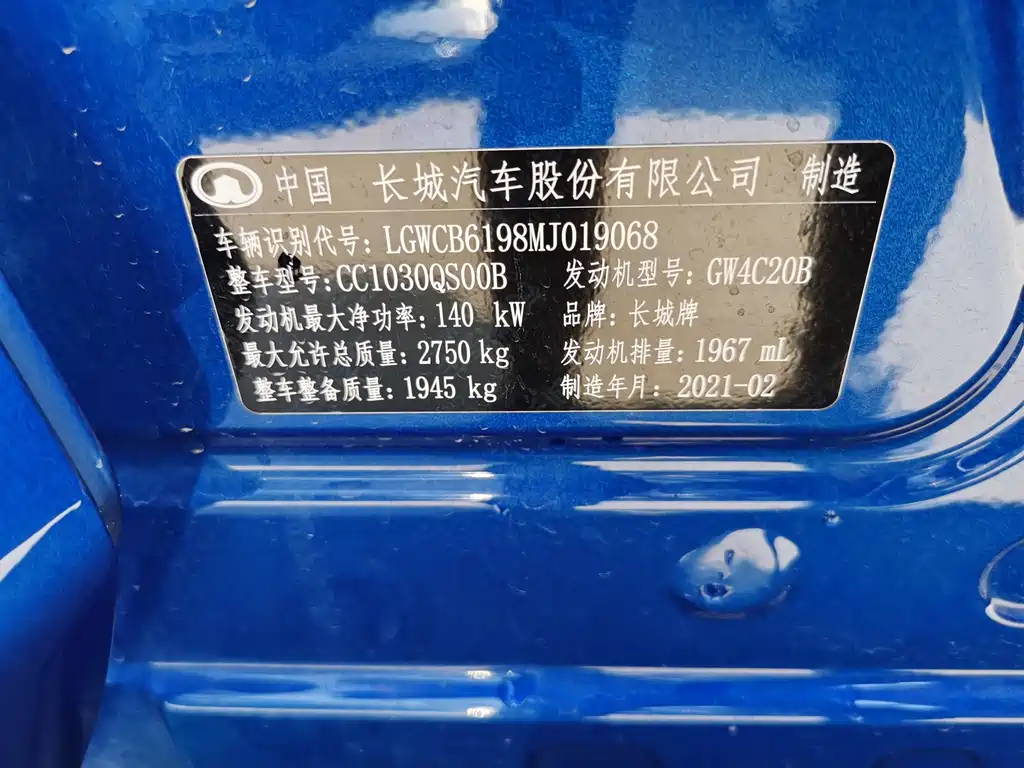 中国 长城汽车股份有限公司 制造
车辆识别代号:LGWCB6198MJ019068
整车型号:CC1030QS00B 发动机型号:GW4C20B
发动机最大净功率:140 kW 品牌:长城牌
最大允许总质量:2750 kg 发动机排量:1967 mL
整车整备质量:1945 kg 制造年月:2021-02